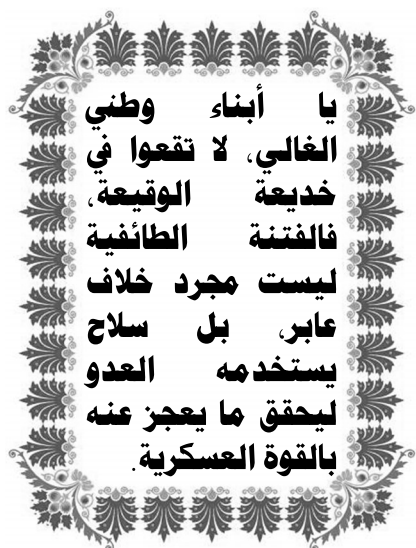 يا أبناء وطني
الغالي، لا تقعوا في
خديعة الوقيعة،
فالفتنة الطائفية
ليست مجرد خلاف
عابر، بل سلاح
يستخدمه العدو
ليحقق ما يعجز عنه
بالقوة العسكرية.